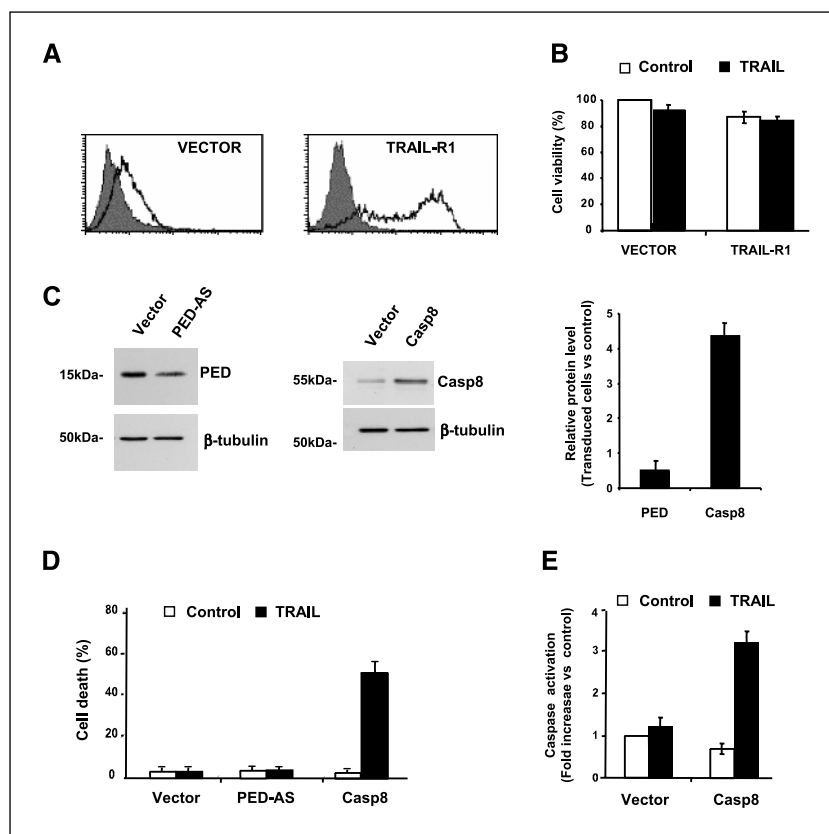 A
VECTOR
TRAIL-R1
B
Control TRAIL
Cell viability (%)
100
80
60
40
20
0
VECTOR TRAIL-R1
C
Vector PED-AS
15kDa- PED
50kDa- β-tubulin
Vector Casp8
55kDa- Casp8
50kDa- β-tubulin
Relative protein level
(Transduced cells vs control)
5
4
3
2
1
0
PED Casp8
D
Control TRAIL
Cell death (%)
80
60
40
20
0
Vector PED-AS Casp8
E
Control TRAIL
Caspase activation
(Fold increasae vs control)
4
3
2
1
0
Vector Casp8